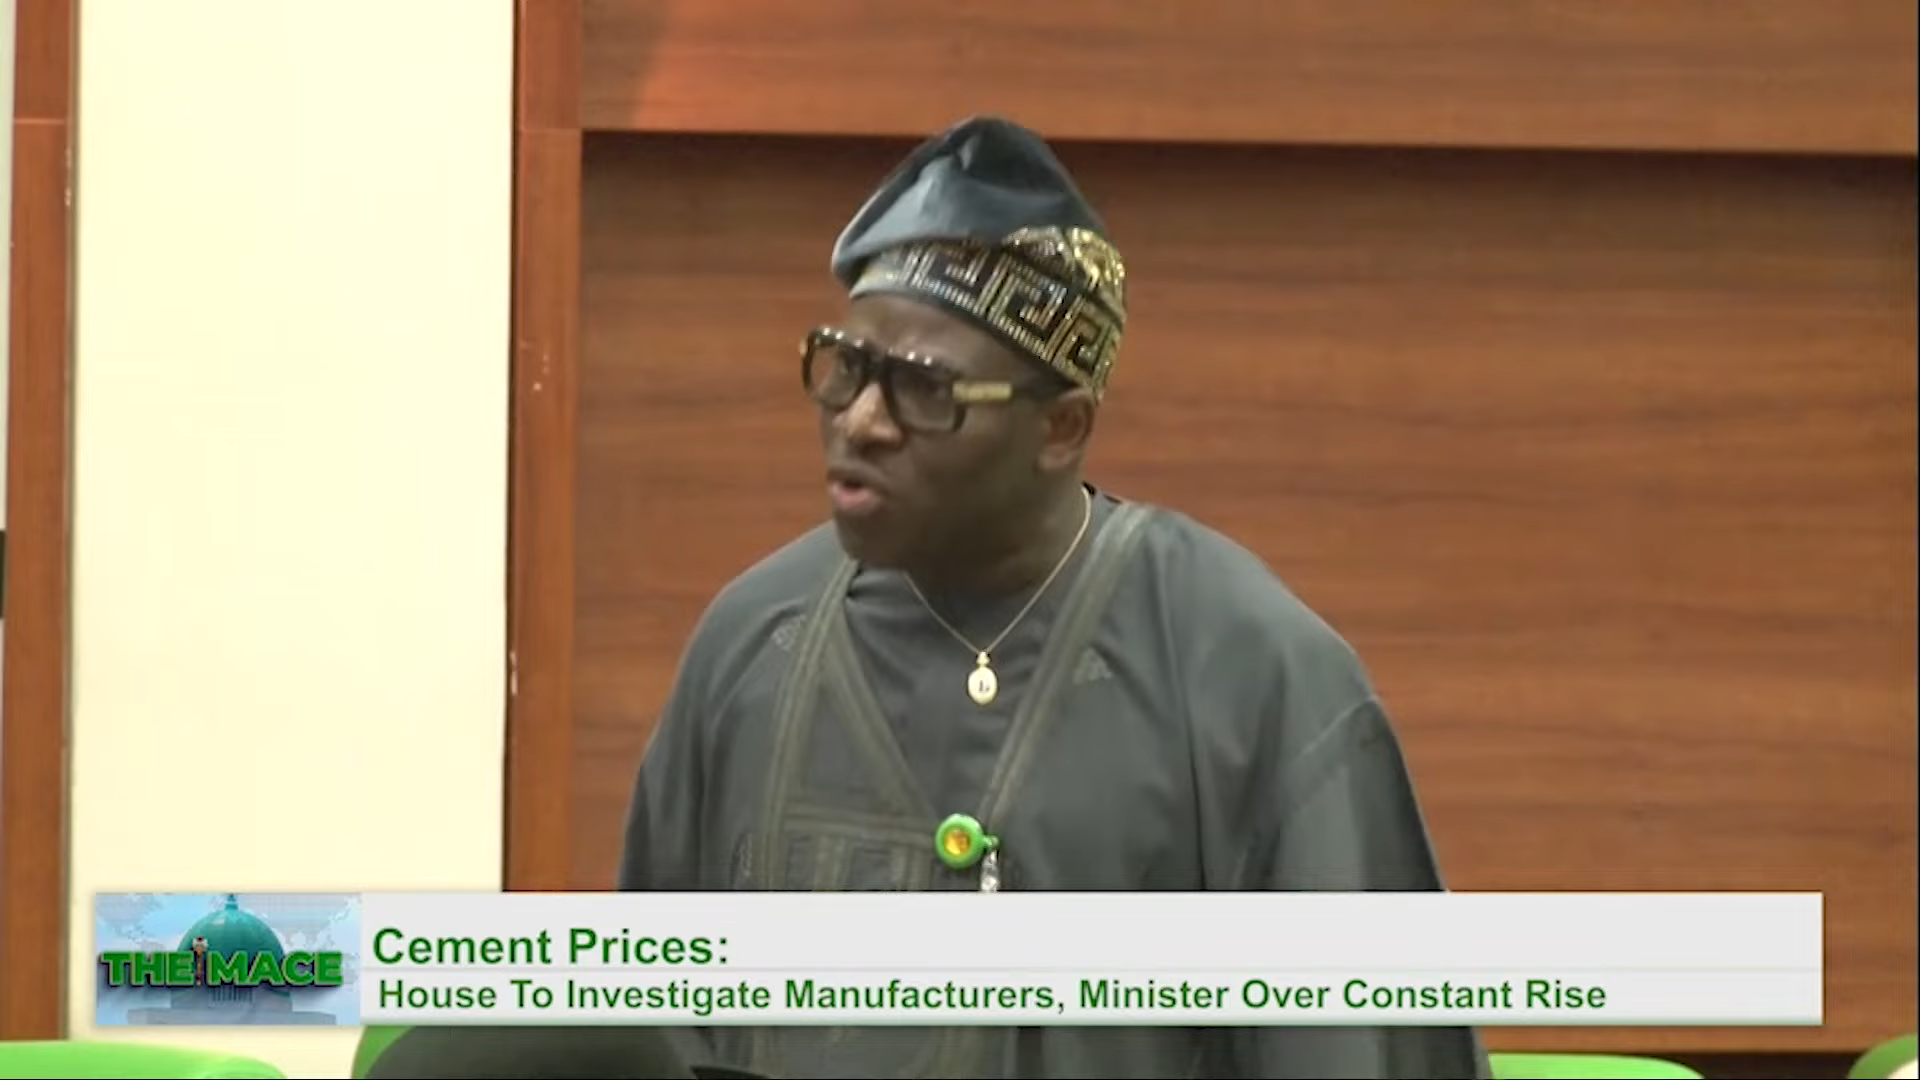 THE MACE
Cement Prices:
House To Investigate Manufacturers, Minister Over Constant Rise